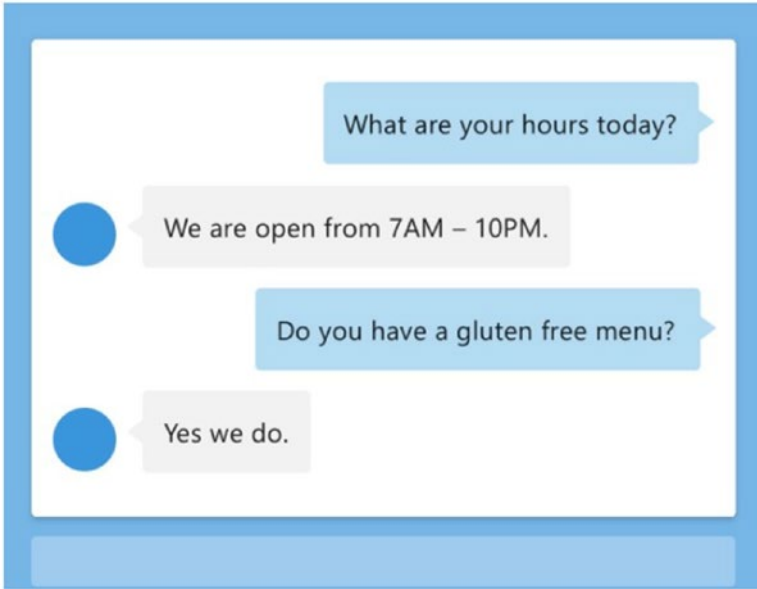 What are your hours today?
We are open from 7AM – 10PM.
Do you have a gluten free menu?
Yes we do.